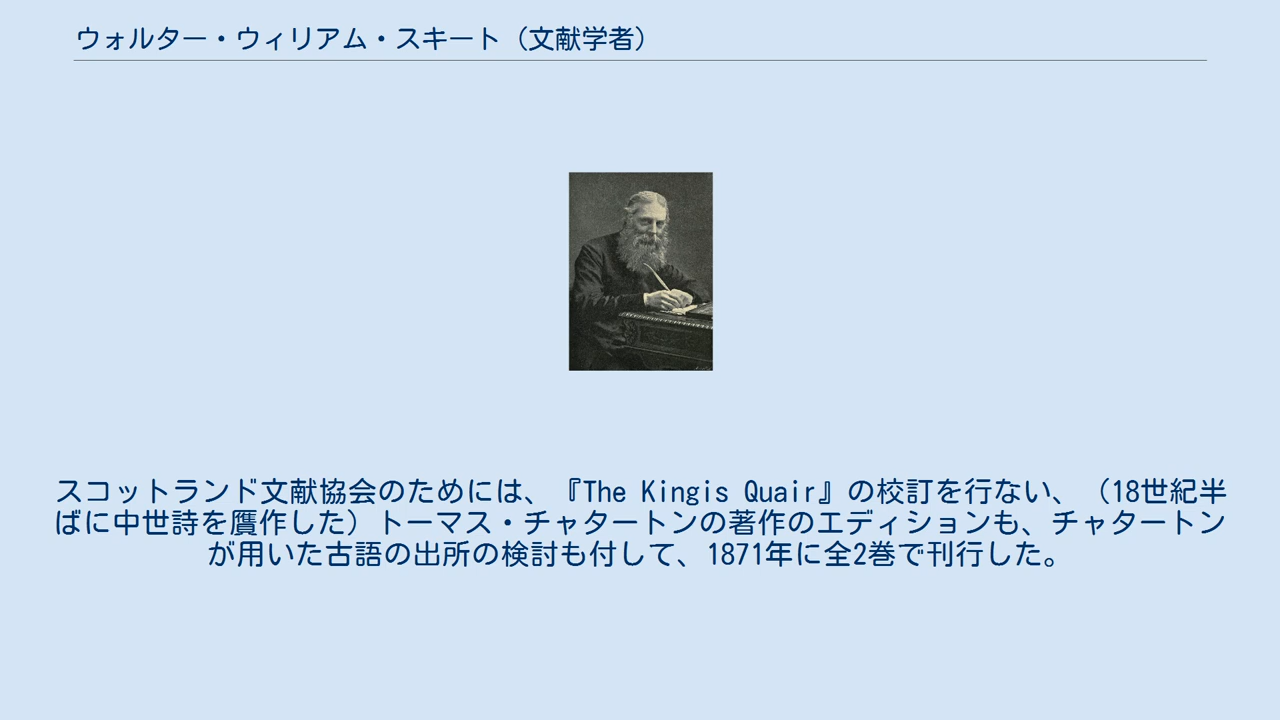 ウォルター・ウィリアム・スキート（文献学者）
スコットランド文献協会のためには、『The Kingis Quair』の校訂を行ない、（18世紀半
ばに中世詩を贋作した）トーマス・チャタートンの著作のエディションも、チャタートン
が用いた古語の出所の検討も付して、1871年に全2巻で刊行した。